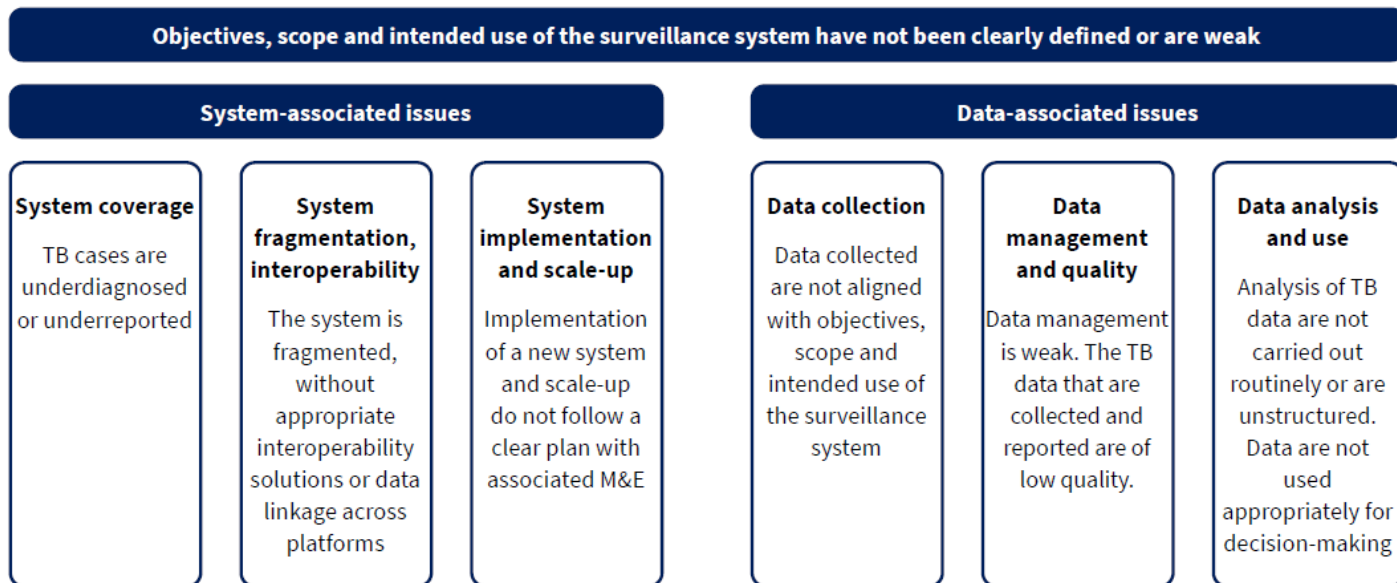 Objectives, scope and intended use of the surveillance system have not been clearly defined or are weak
System-associated issues
System coverage
TB cases are
underdiagnosed
or underreported
System
fragmentation,
interoperability
The system is
fragmented,
without
appropriate
interoperability
solutions or data
linkage across
platforms
System
implementation
and scale-up
Implementation
of a new system
and scale-up
do not follow a
clear plan with
associated M&E
Data-associated issues
Data collection
Data collected
are not aligned
with objectives,
scope and
intended use of
the surveillance
system
Data
management
and quality
Data management
is weak. The TB
data that are
collected and
reported are of
low quality.
Data analysis
and use
Analysis of TB
data are not
carried out
routinely or are
unstructured.
Data are not
used
appropriately for
decision-making